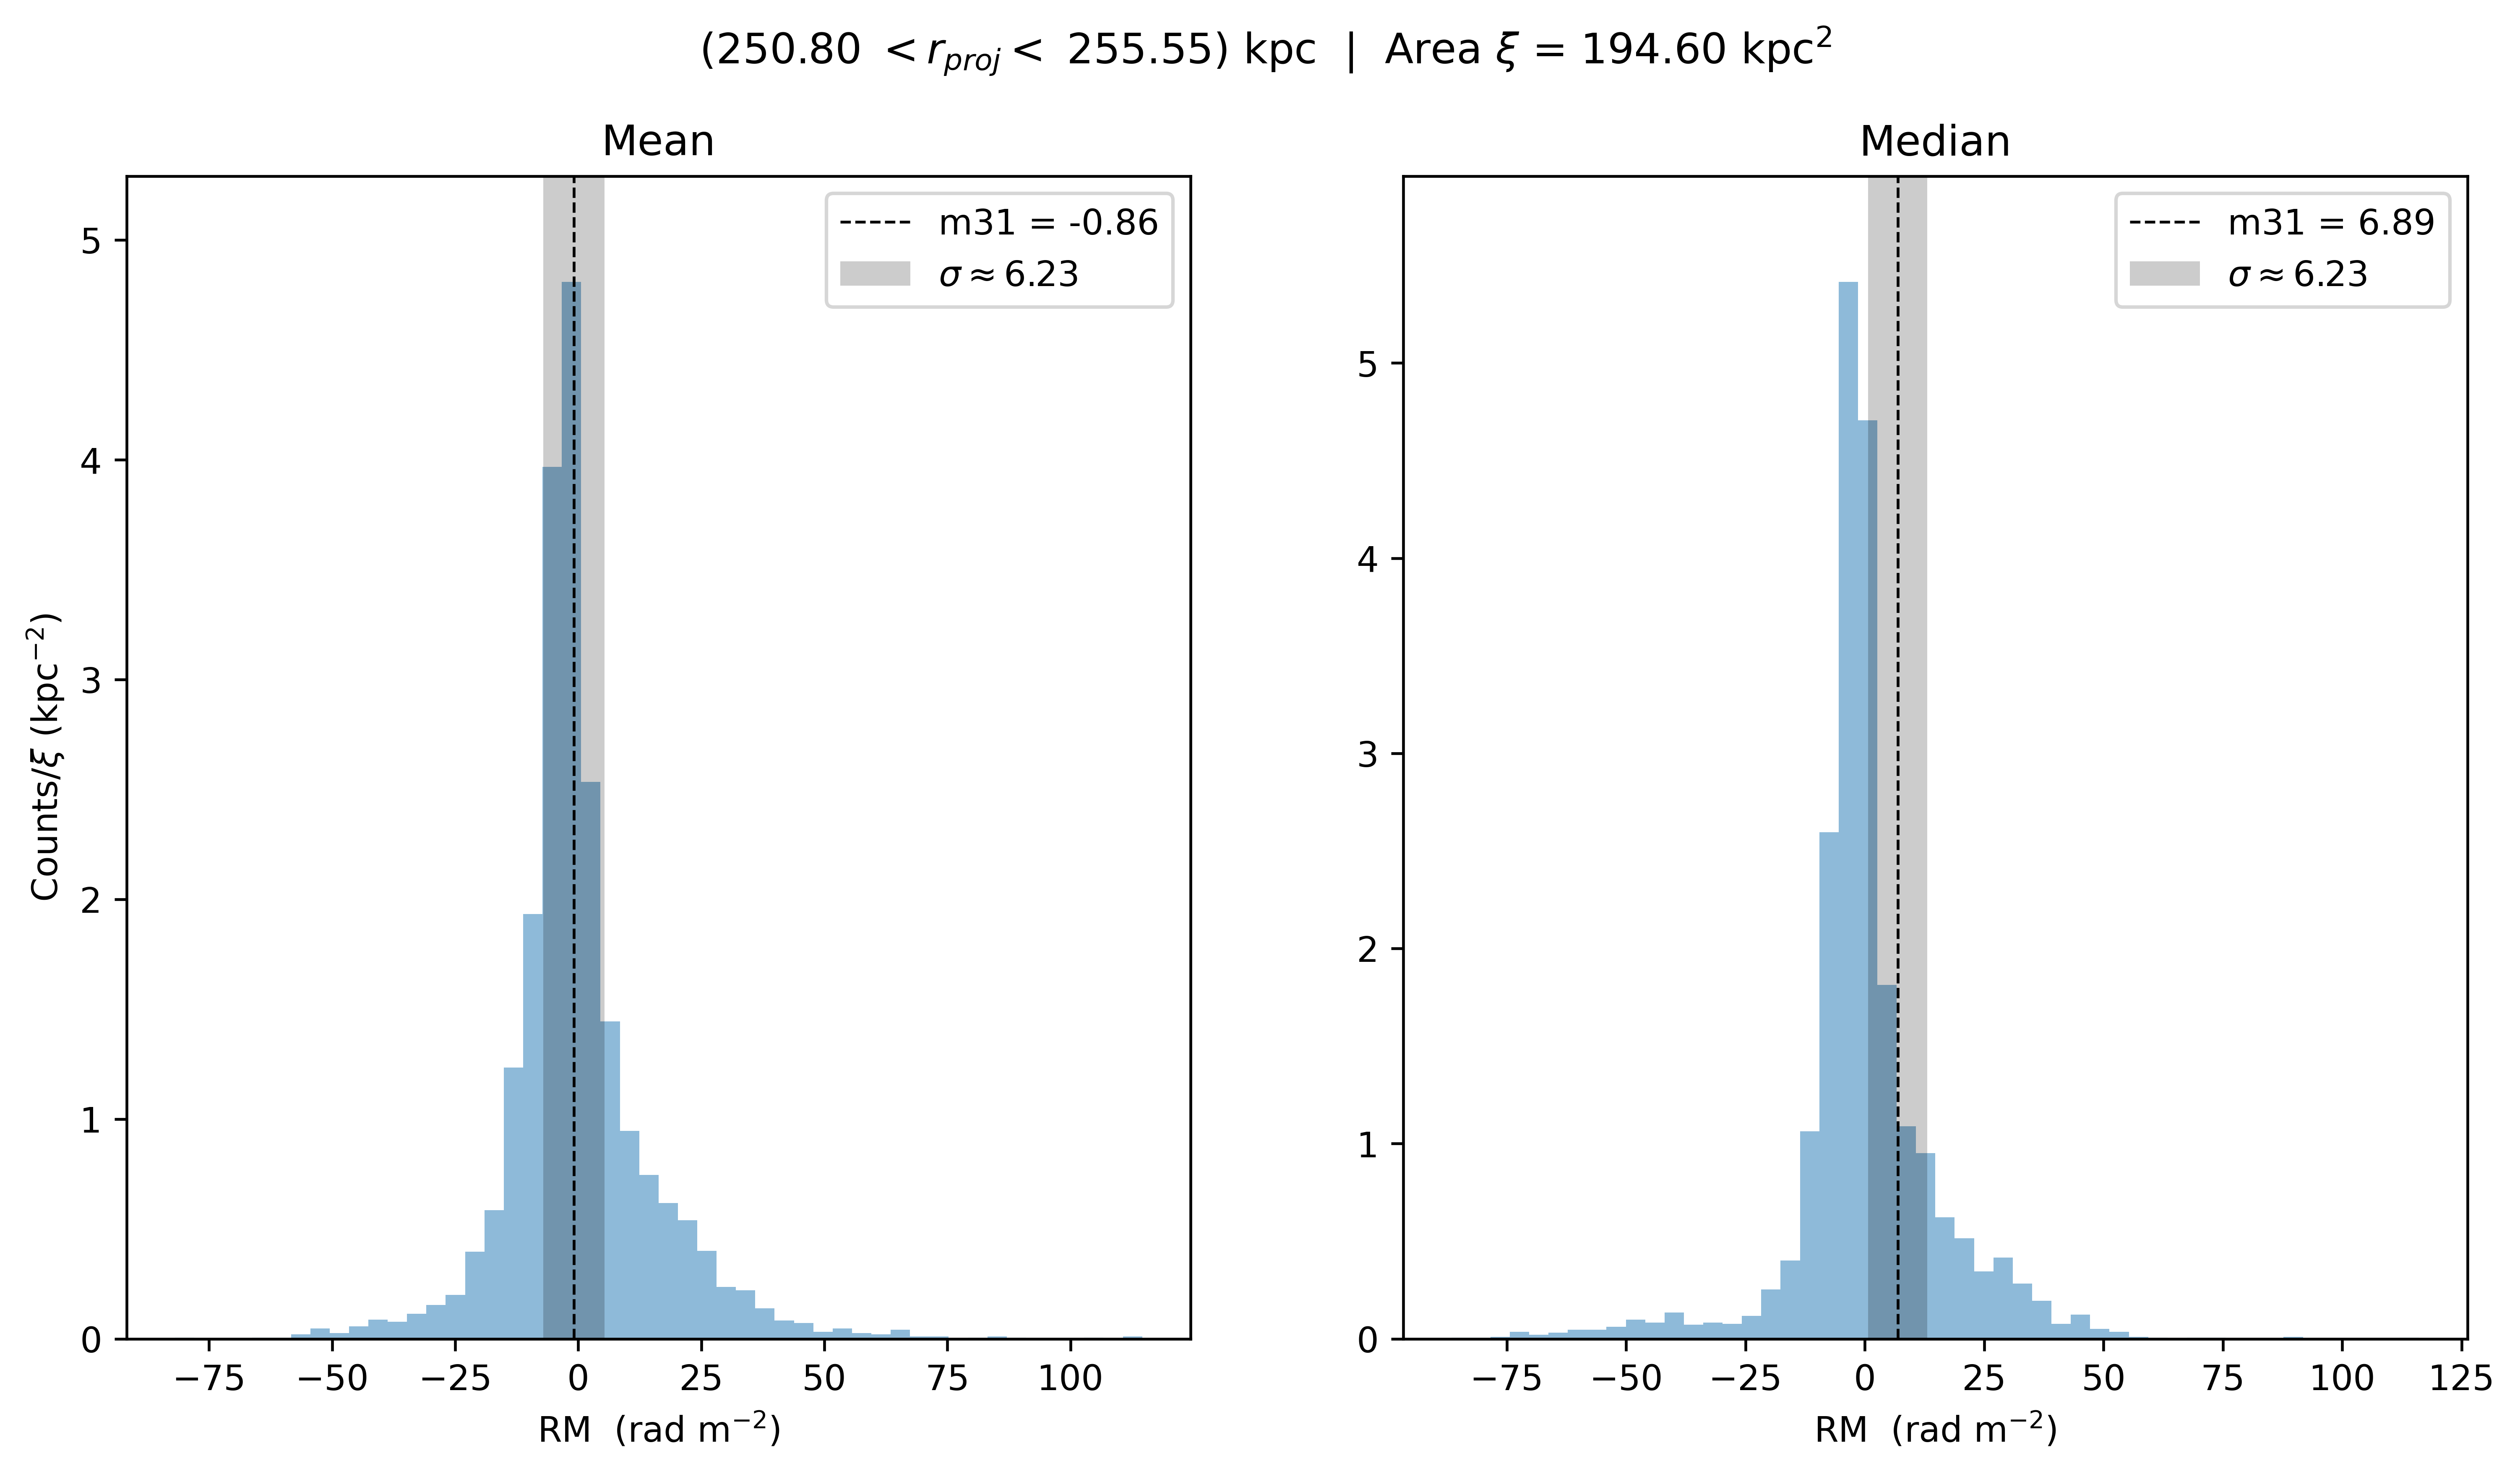 (250.80 < r_proj < 255.55) kpc | Area ξ = 194.60 kpc²
Mean
m31 = -0.86
σ ≈ 6.23
5
4
3
2
1
0
Counts/ξ (kpc⁻²)
−75 −50 −25 0 25 50 75 100
RM (rad m⁻²)
Median
m31 = 6.89
σ ≈ 6.23
5
4
3
2
1
0
−75 −50 −25 0 25 50 75 100 125
RM (rad m⁻²)